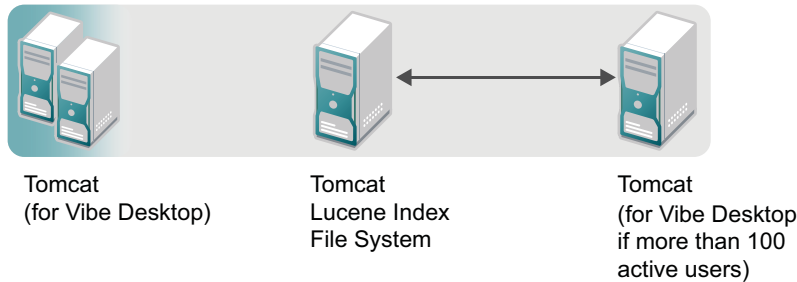 Tomcat
(for Vibe Desktop)
Tomcat
Lucene Index
File System
Tomcat
(for Vibe Desktop
if more than 100
active users)